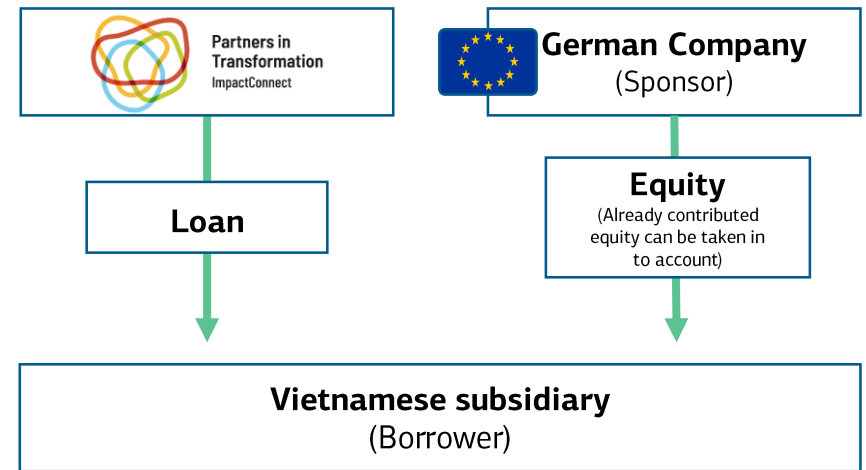 Partners in
Transformation
ImpactConnect
German Company
(Sponsor)
Loan
Equity
(Already contributed
equity can be taken in
to account)
Vietnamese subsidiary
(Borrower)